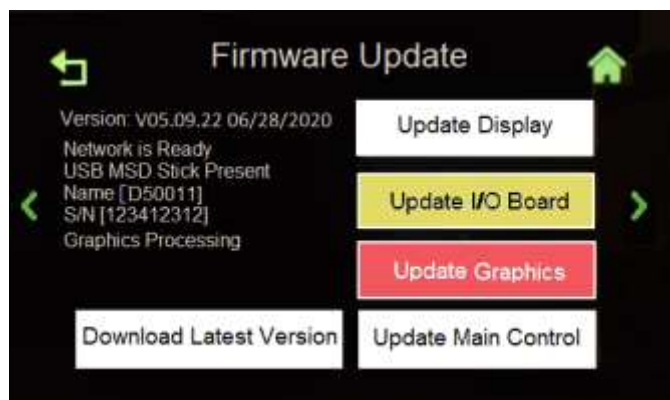 Firmware Update
Version: V05.09.22 06/28/2020
Network is Ready
USB MSD Stick Present
Name [D50011]
S/N [123412312]
Graphics Processing
Update Display
Update I/O Board
Update Graphics
Download Latest Version
Update Main Control